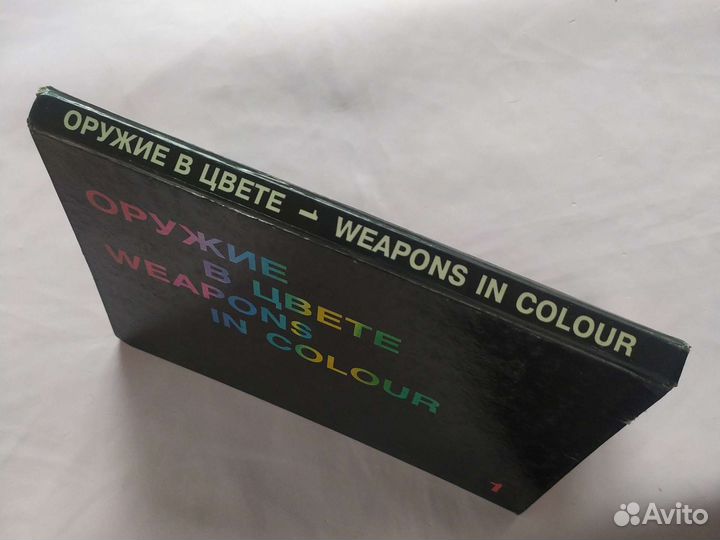 ОРУЖИЕ В ЦВЕТЕ 1 WEAPONS IN COLOUR
ОРУЖИЕ
В ЦВЕТЕ
WEAPONS
IN COLOUR
1
Avito